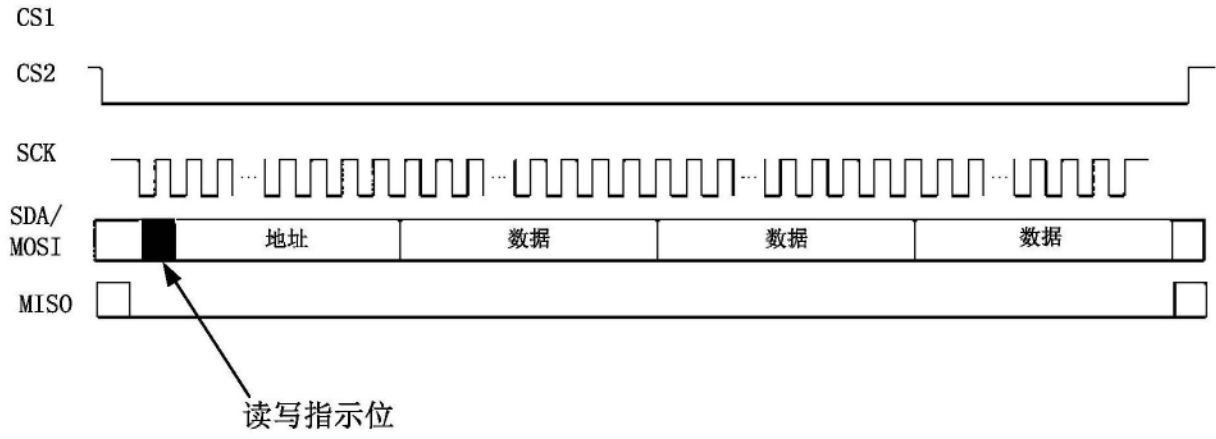 CS1
CS2
SCK
SDA/
MOSI
地址 数据 数据 数据
MISO
读写指示位